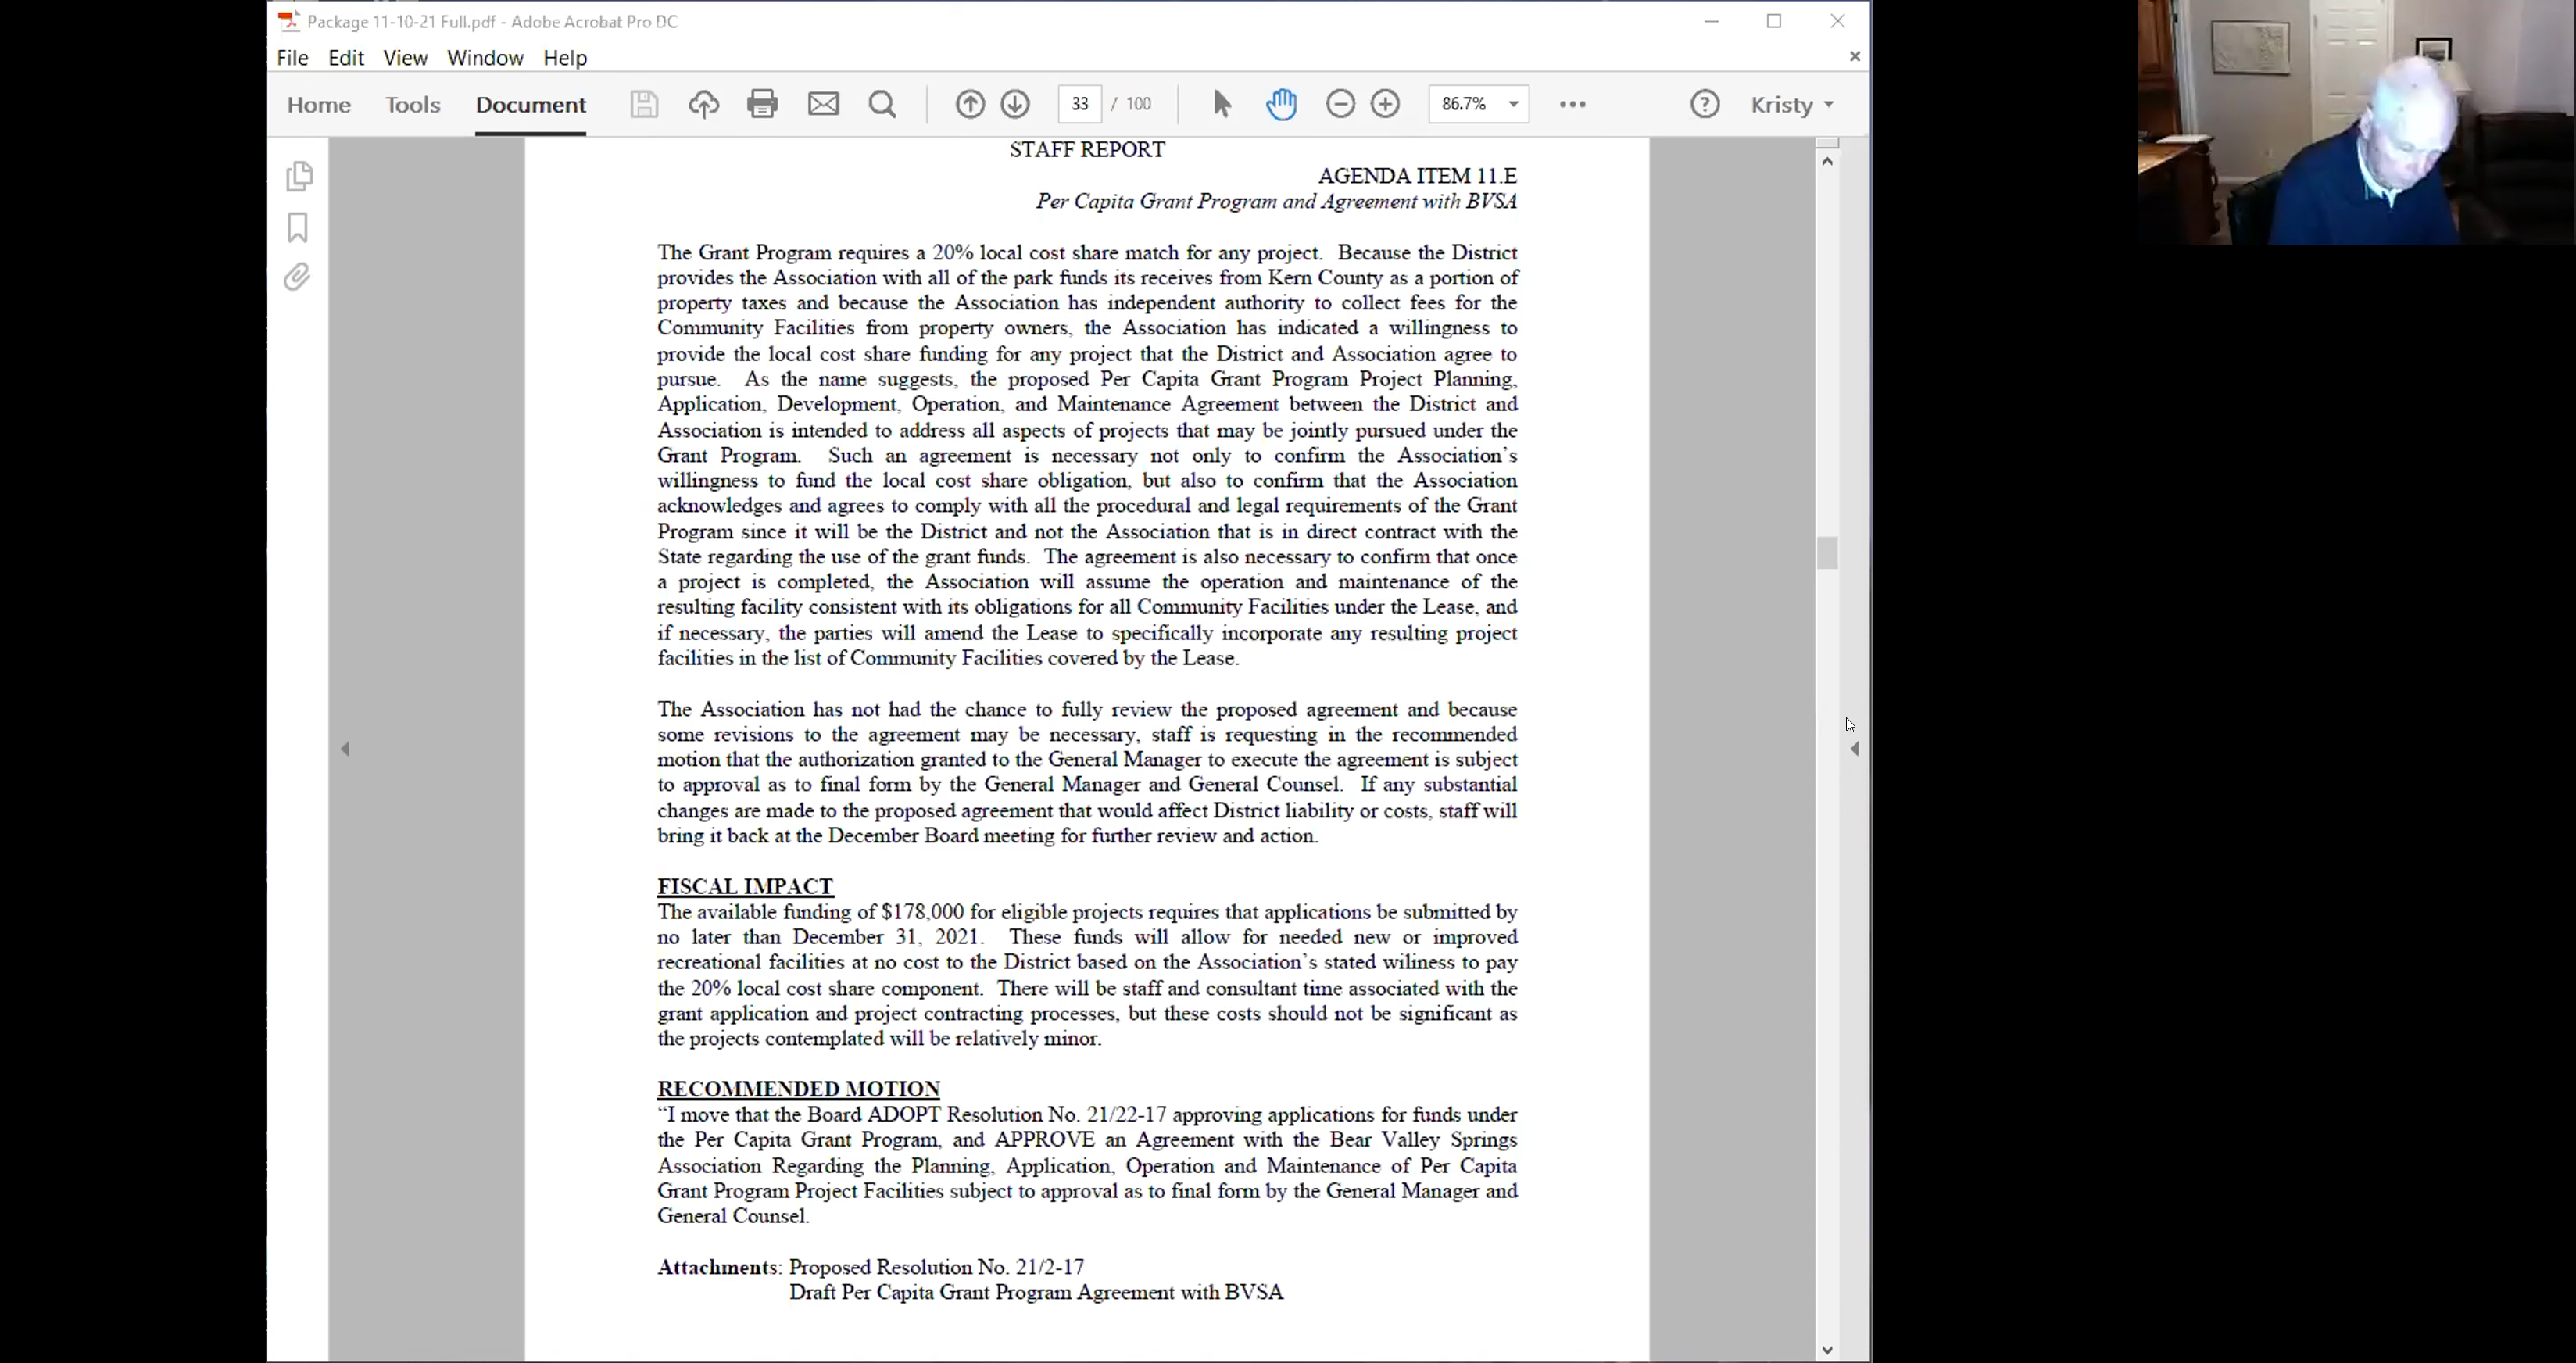 Package 11-10-21 Full.pdf - Adobe Acrobat Pro DC
File Edit View Window Help
Home Tools Document 33 / 100 86.7% Kristy
STAFF REPORT
AGENDA ITEM 11.E
Per Capita Grant Program and Agreement with BVSA
The Grant Program requires a 20% local cost share match for any project. Because the District
provides the Association with all of the park funds its receives from Kern County as a portion of
property taxes and because the Association has independent authority to collect fees for the
Community Facilities from property owners, the Association has indicated a willingness to
provide the local cost share funding for any project that the District and Association agree to
pursue. As the name suggests, the proposed Per Capita Grant Program Project Planning,
Application, Development, Operation, and Maintenance Agreement between the District and
Association is intended to address all aspects of projects that may be jointly pursued under the
Grant Program. Such an agreement is necessary not only to confirm the Association's
willingness to fund the local cost share obligation, but also to confirm that the Association
acknowledges and agrees to comply with all the procedural and legal requirements of the Grant
Program since it will be the District and not the Association that is in direct contract with the
State regarding the use of the grant funds. The agreement is also necessary to confirm that once
a project is completed, the Association will assume the operation and maintenance of the
resulting facility consistent with its obligations for all Community Facilities under the Lease, and
if necessary, the parties will amend the Lease to specifically incorporate any resulting project
facilities in the list of Community Facilities covered by the Lease.
The Association has not had the chance to fully review the proposed agreement and because
some revisions to the agreement may be necessary, staff is requesting in the recommended
motion that the authorization granted to the General Manager to execute the agreement is subject
to approval as to final form by the General Manager and General Counsel. If any substantial
changes are made to the proposed agreement that would affect District liability or costs, staff will
bring it back at the December Board meeting for further review and action.
FISCAL IMPACT
The available funding of $178,000 for eligible projects requires that applications be submitted by
no later than December 31, 2021. These funds will allow for needed new or improved
recreational facilities at no cost to the District based on the Association's stated wiliness to pay
the 20% local cost share component. There will be staff and consultant time associated with the
grant application and project contracting processes, but these costs should not be significant as
the projects contemplated will be relatively minor.
RECOMMENDED MOTION
“I move that the Board ADOPT Resolution No. 21/22-17 approving applications for funds under
the Per Capita Grant Program, and APPROVE an Agreement with the Bear Valley Springs
Association Regarding the Planning, Application, Operation and Maintenance of Per Capita
Grant Program Project Facilities subject to approval as to final form by the General Manager and
General Counsel.
Attachments: Proposed Resolution No. 21/2-17
Draft Per Capita Grant Program Agreement with BVSA